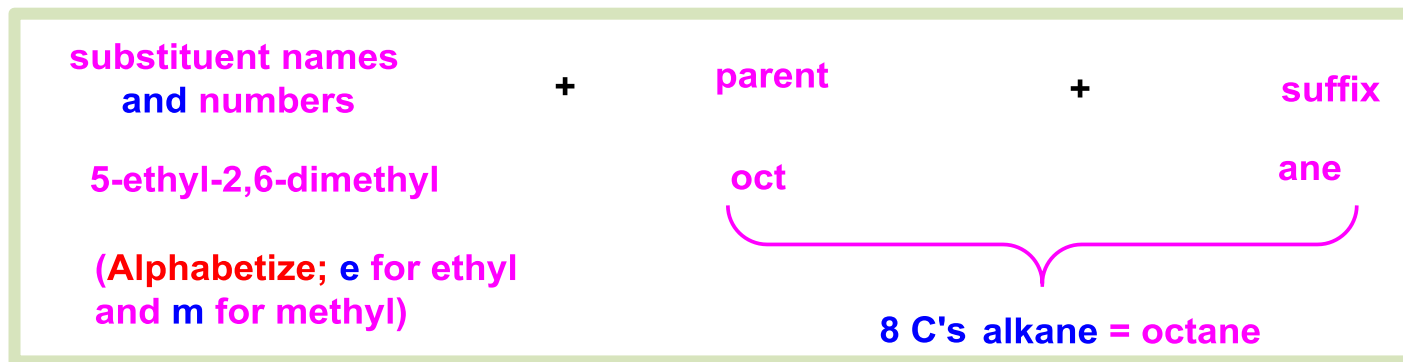 substituent names
and numbers
+
parent
+
suffix
5-ethyl-2,6-dimethyl
oct
ane
(Alphabetize; e for ethyl
and m for methyl)
8 C's alkane = octane